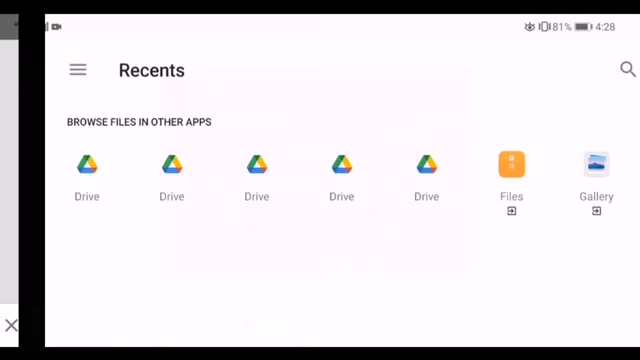 81% 4:28
Recents
BROWSE FILES IN OTHER APPS
Drive Drive Drive Drive Drive Files Gallery